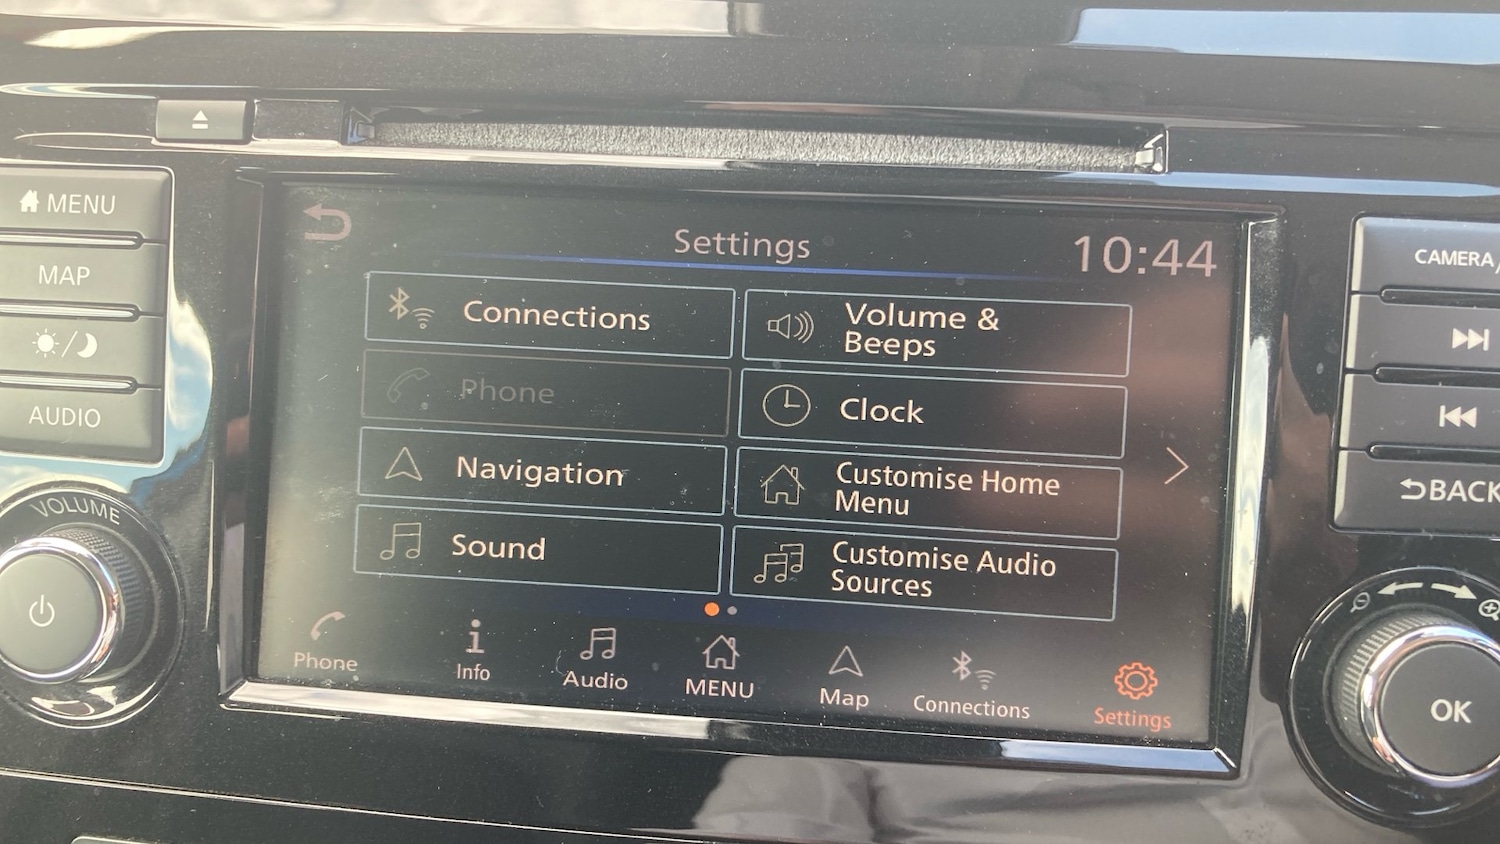 MENU
MAP
AUDIO
VOLUME
Settings
10:44
Connections
Volume &
Beeps
Phone
Clock
Navigation
Customise Home
Menu
Sound
Customise Audio
Sources
Phone
Info
Audio
MENU
Map
Connections
Settings
CAMERA/
BACK
OK